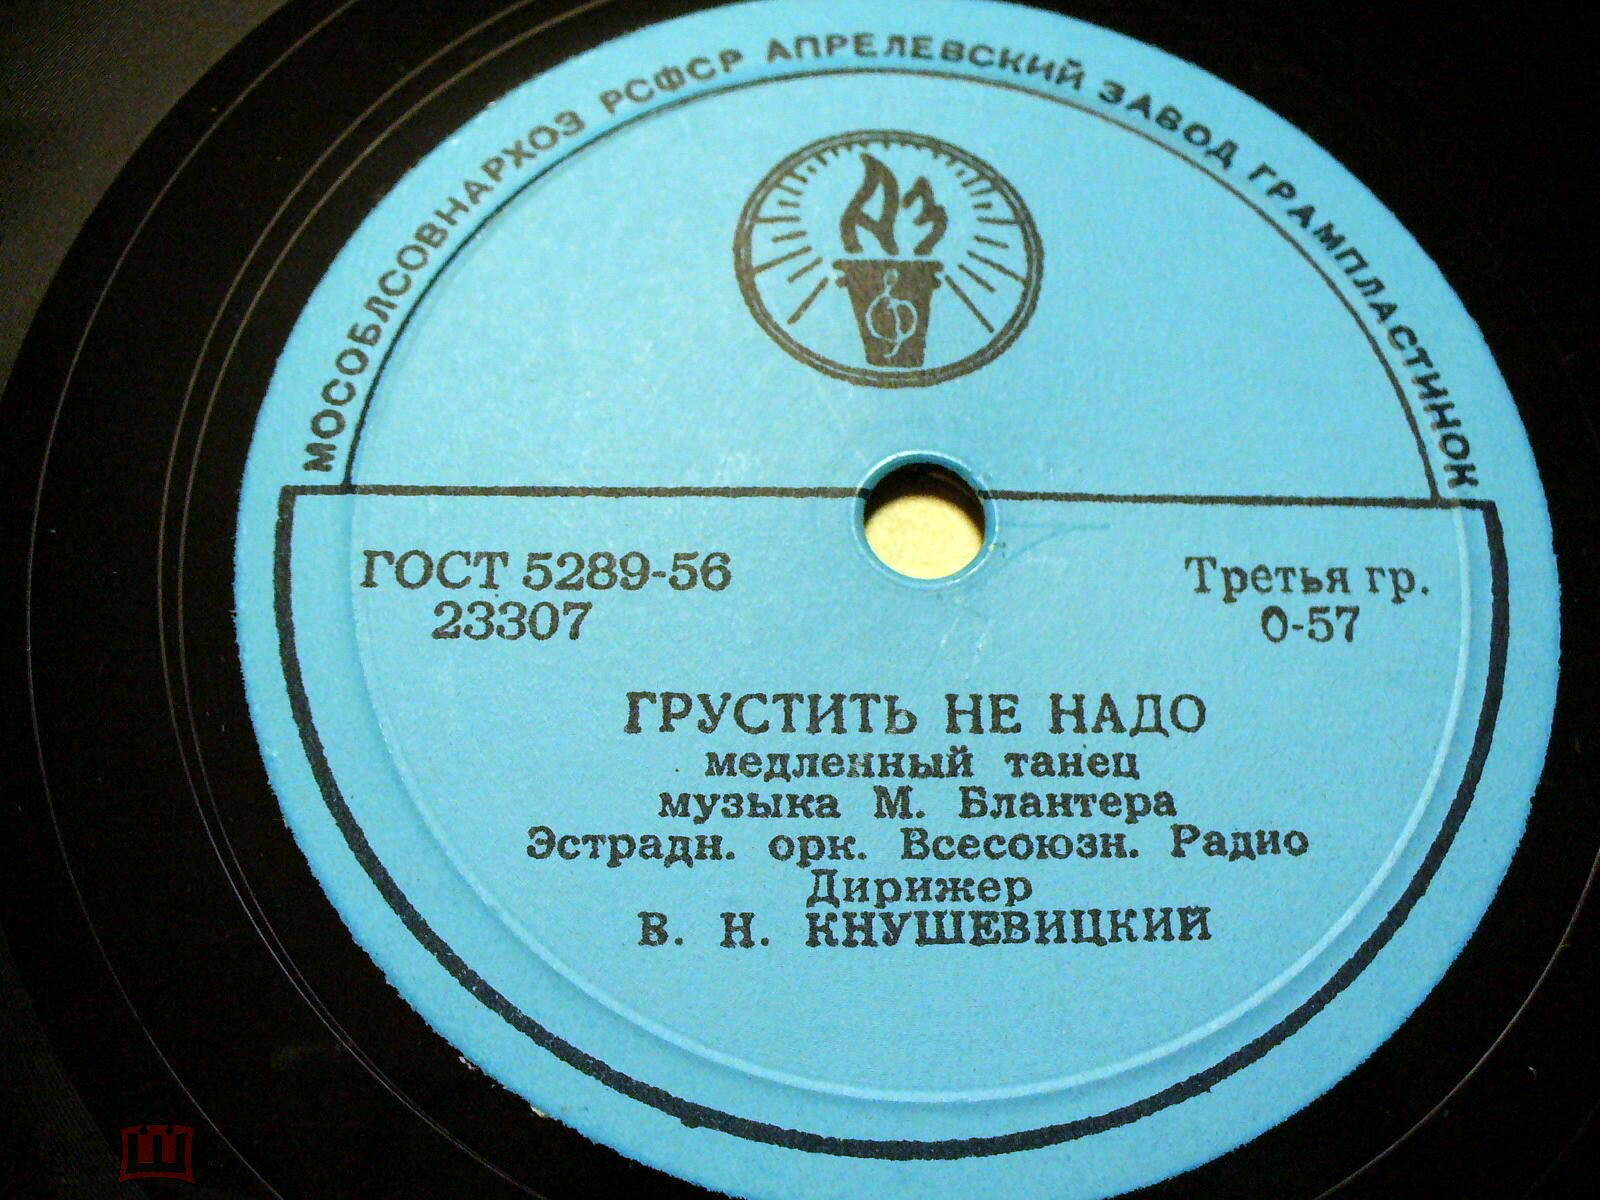 МОСОБЛСОВНАРХОЗ РСФСР АПРЕЛЕВСКИЙ ЗАВОД ГРАМПЛАСТИНОК
АЗ
ГОСТ 5289-56
23307
Третья гр.
0-57
ГРУСТИТЬ НЕ НАДО
медленный танец
музыка М. Блантера
Эстрадн. орк. Всесоюзн. Радио
Дирижер
В. Н. КНУШЕВИЦКИЙ